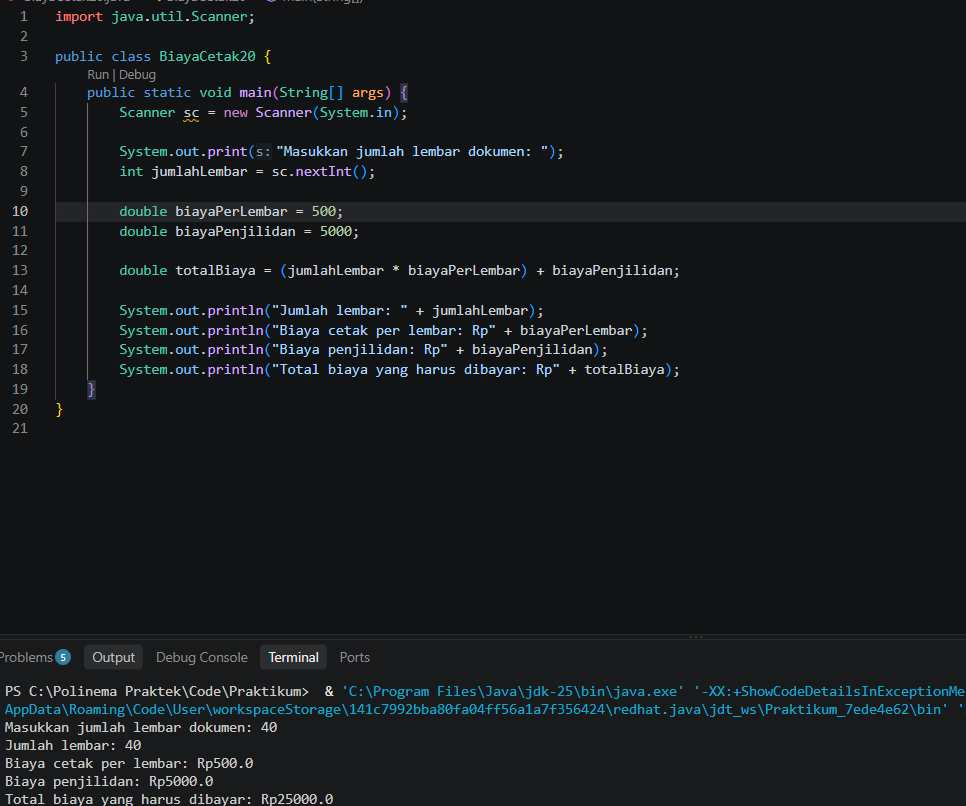 1 import java.util.Scanner;
2
3 public class BiayaCetak20 {
Run | Debug
4 public static void main(String[] args) {
5 Scanner sc = new Scanner(System.in);
6
7 System.out.print(s: "Masukkan jumlah lembar dokumen: ");
8 int jumlahLembar = sc.nextInt();
9
10 double biayaPerLembar = 500;
11 double biayaPenjilidan = 5000;
12
13 double totalBiaya = (jumlahLembar * biayaPerLembar) + biayaPenjilidan;
14
15 System.out.println("Jumlah lembar: " + jumlahLembar);
16 System.out.println("Biaya cetak per lembar: Rp" + biayaPerLembar);
17 System.out.println("Biaya penjilidan: Rp" + biayaPenjilidan);
18 System.out.println("Total biaya yang harus dibayar: Rp" + totalBiaya);
19 }
20 }
21
Problems 5 Output Debug Console Terminal Ports
PS C:\Polinema Praktek\Code\Praktikum> & 'C:\Program Files\Java\jdk-25\bin\java.exe' '-XX:+ShowCodeDetailsInExceptionMe
AppData\Roaming\Code\User\workspaceStorage\141c7992bba80fa04ff56a1a7f356424\redhat.java\jdt_ws\Praktikum_7ede4e62\bin' '
Masukkan jumlah lembar dokumen: 40
Jumlah lembar: 40
Biaya cetak per lembar: Rp500.0
Biaya penjilidan: Rp5000.0
Total biaya yang harus dibayar: Rp25000.0